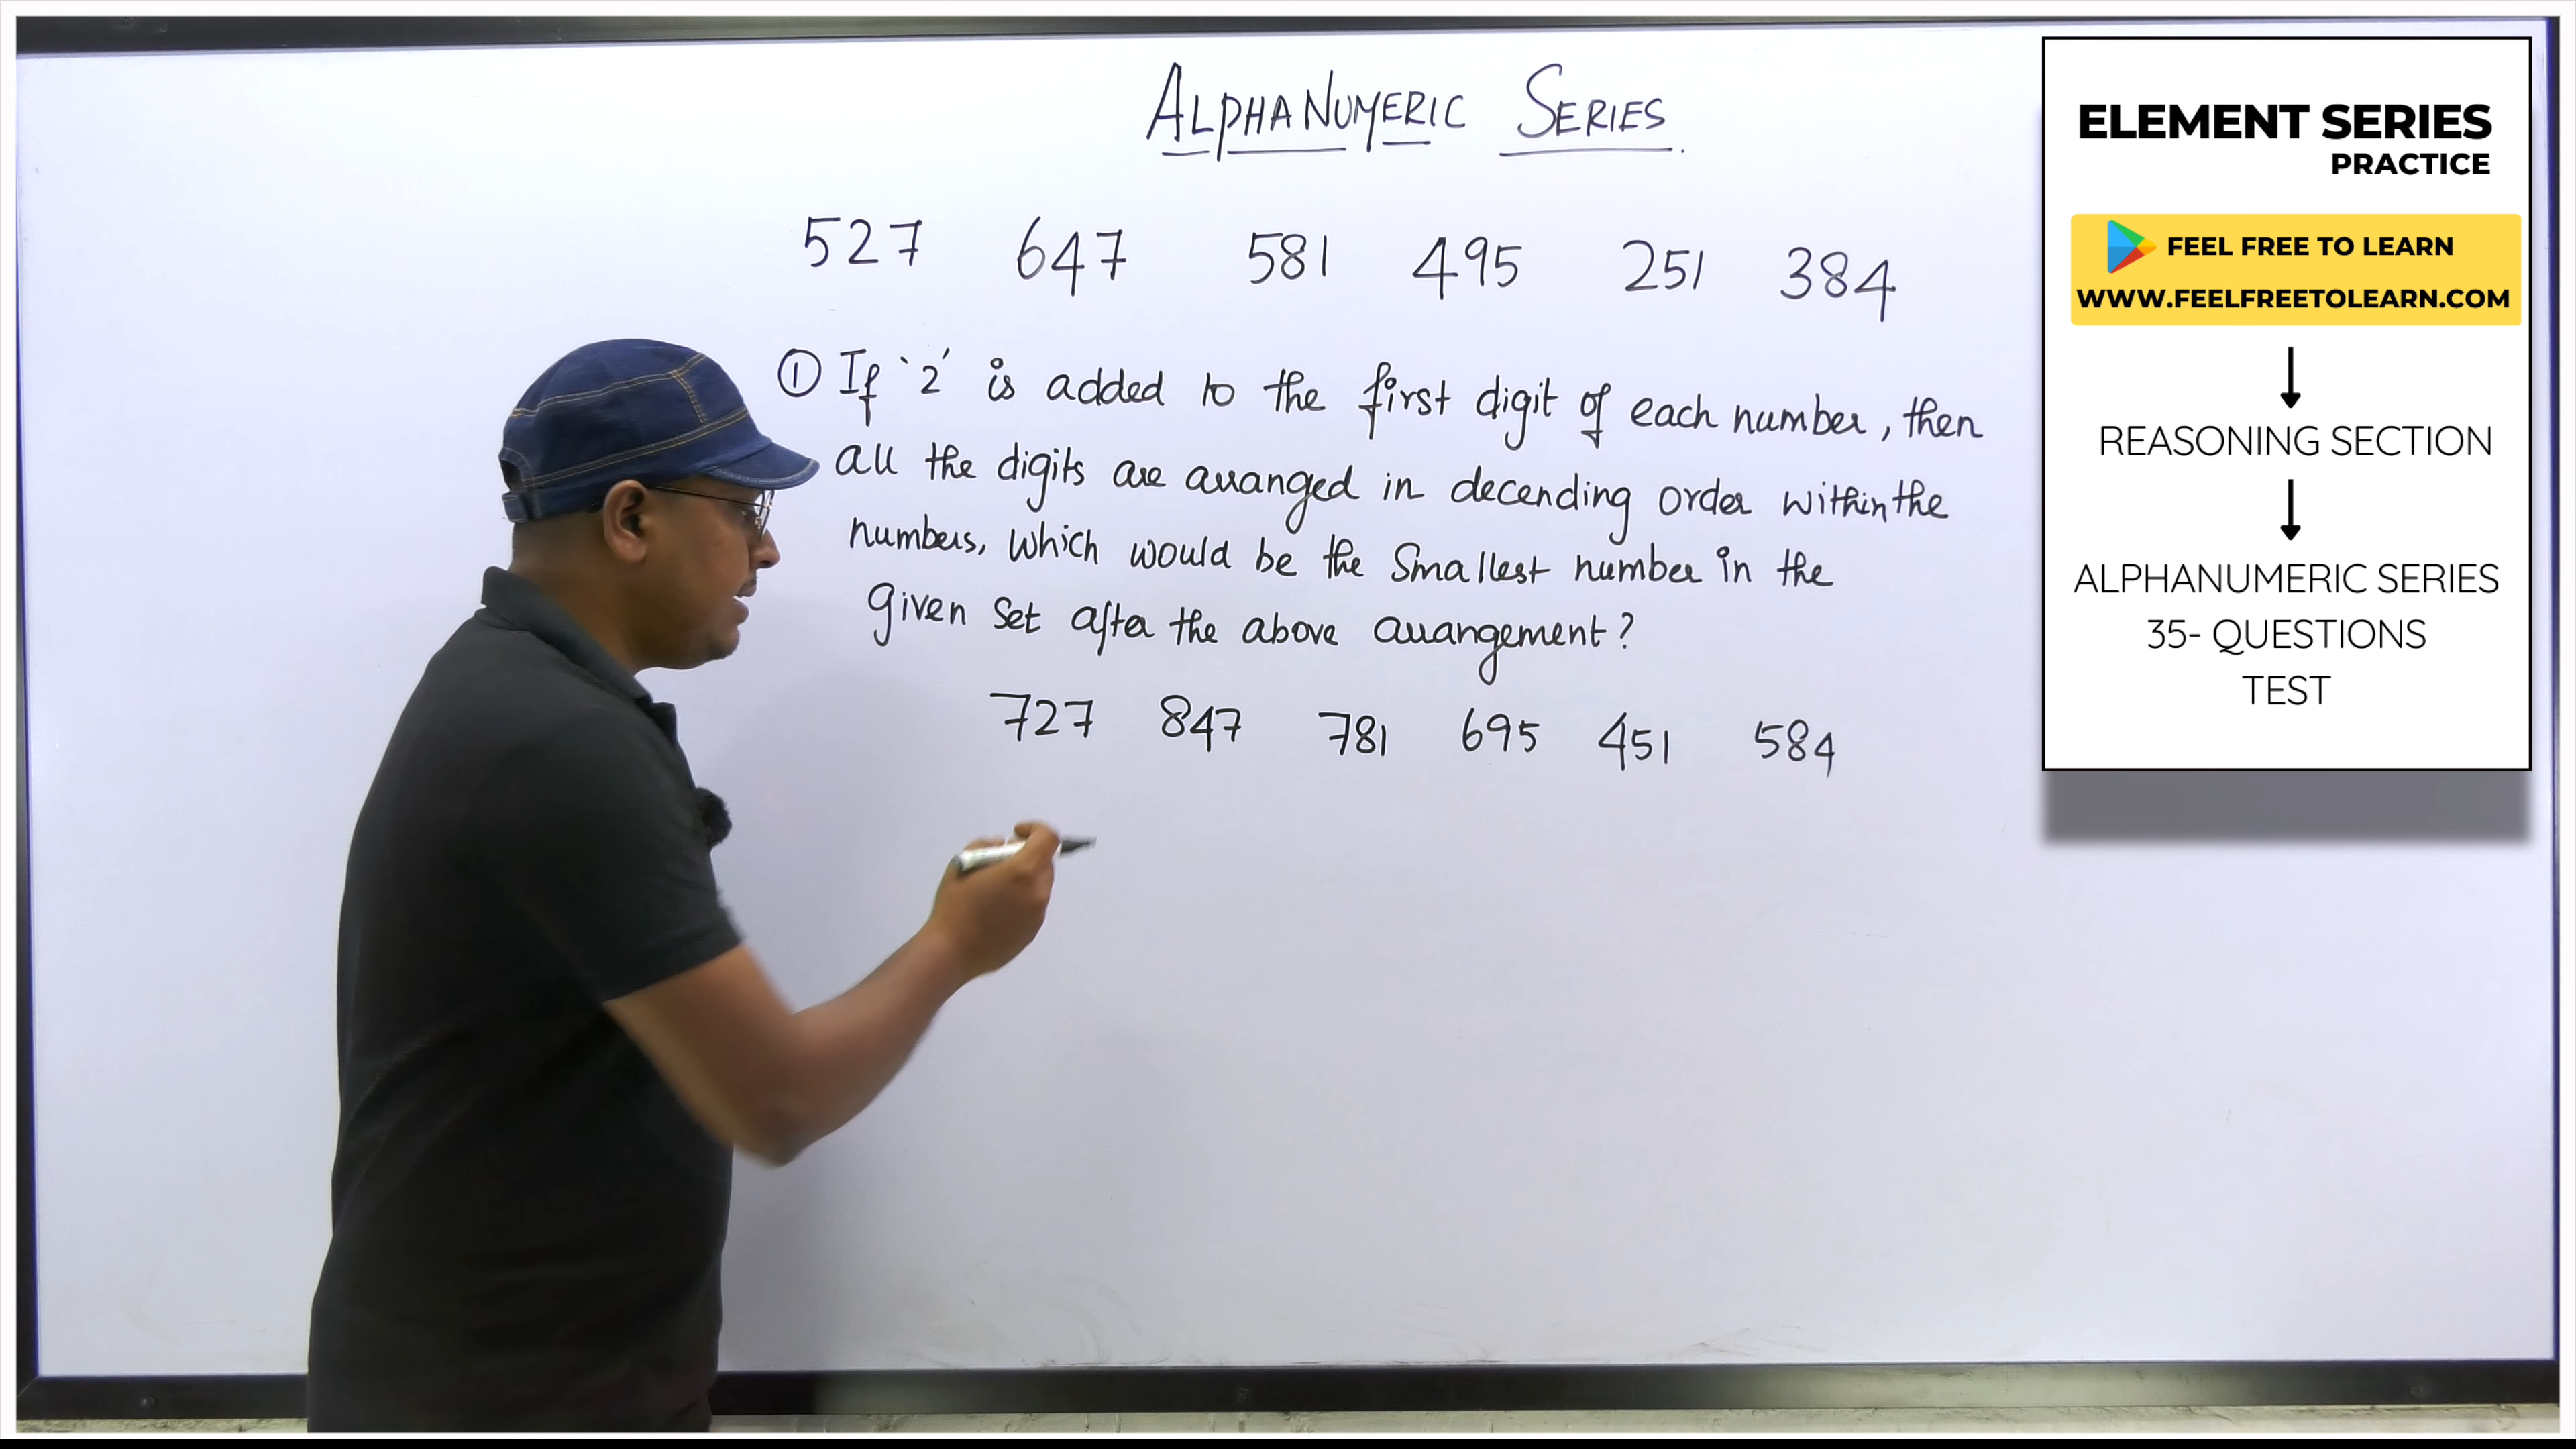 ALPHANUMERIC SERIES.
527 647 581 495 251 384
① If ‘2’ is added to the first digit of each number, then
all the digits are arranged in decending order within the
numbers, which would be the smallest number in the
given set after the above arrangement?
727 847 781 695 451 584
ELEMENT SERIES
PRACTICE
FEEL FREE TO LEARN
WWW.FEELFREETOLEARN.COM
REASONING SECTION
ALPHANUMERIC SERIES
35- QUESTIONS
TEST